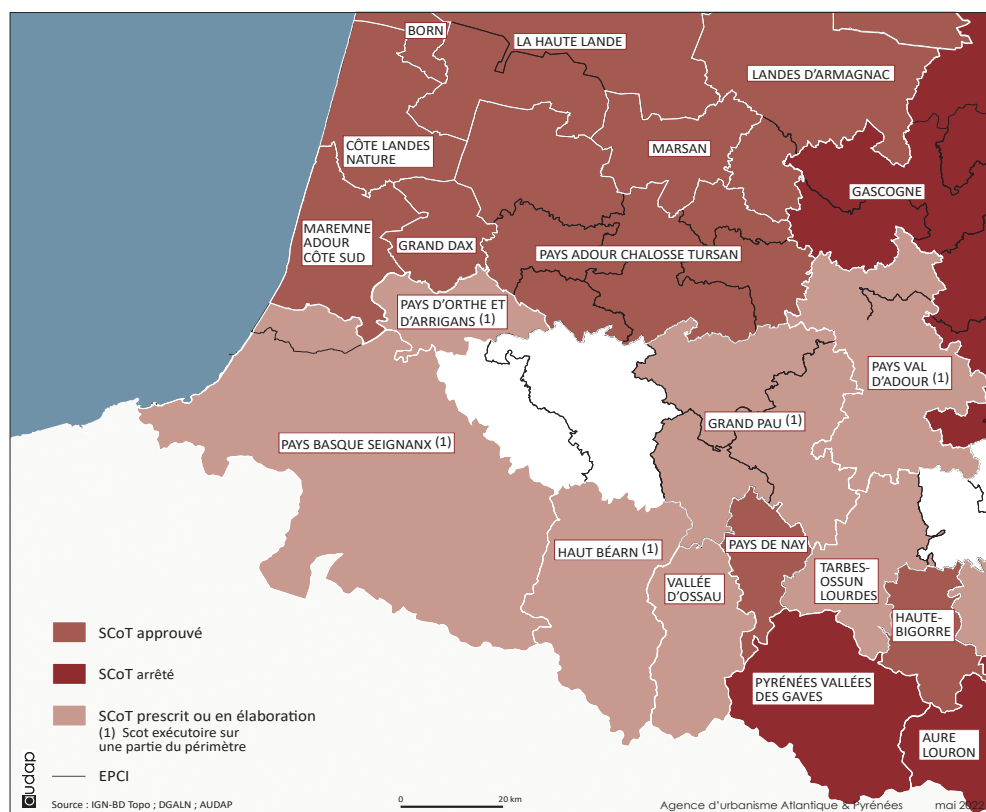 BORN
LA HAUTE LANDE
LANDES D'ARMAGNAC
CÔTE LANDES
NATURE
MARSAN
GASCOGNE
MAREMNE
ADOUR
CÔTE SUD
GRAND DAX
PAYS ADOUR CHALOSSE TURSAN
PAYS D'ORTHE ET
D'ARRIGANS (1)
PAYS VAL
D'ADOUR (1)
GRAND PAU (1)
PAYS BASQUE SEIGNANX (1)
HAUT BÉARN (1)
PAYS DE NAY
VALLÉE
D'OSSAU
TARBES-
OSSUN
LOURDES
HAUTE-
BIGORRE
PYRÉNÉES VALLÉES
DES GAVES
AURE
LOURON
SCoT approuvé
SCoT arrêté
SCoT prescrit ou en élaboration
(1) Scot exécutoire sur
une partie du périmètre
EPCI
audap
Source : IGN-BD Topo ; DGALN ; AUDAP
0 20 km
Agence d'urbanisme Atlantique & Pyrénées mai 2022